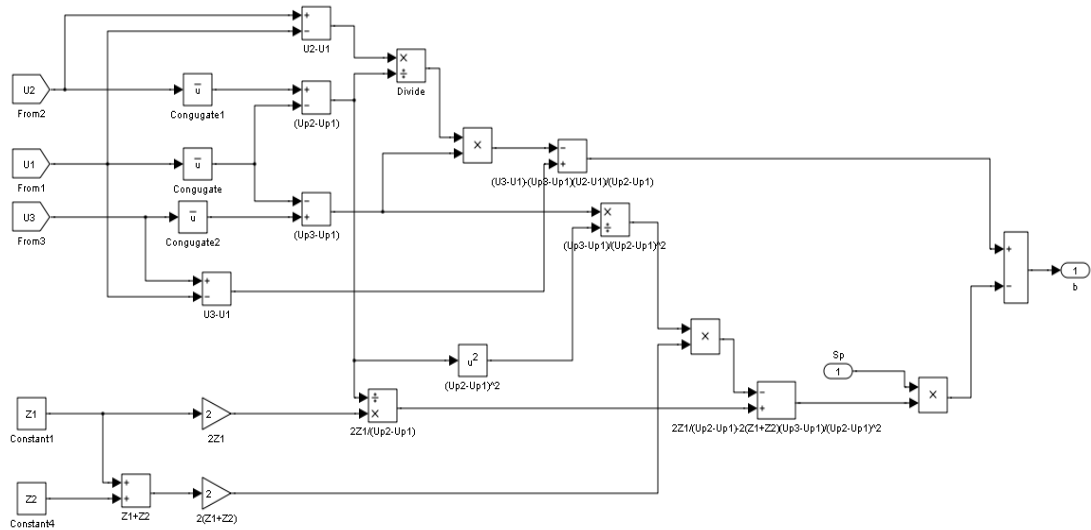 +
−
U2-U1
U2
From2
u
Congugate1
+
−
(Up2-Up1)
×
÷
Divide
U1
From1
u
Congugate
×
−
+
(U3-U1)-(Up3-Up1)(U2-U1)/(Up2-Up1)
U3
From3
u
Congugate2
−
+
(Up3-Up1)
×
÷
(Up3-Up1)/(Up2-Up1)^2
+
−
U3-U1
+
−
1
b
u²
(Up2-Up1)^2
×
Sp
1
Z1
Constant1
2
2Z1
÷
×
2Z1/(Up2-Up1)
−
+
2Z1/(Up2-Up1)-2(Z1+Z2)(Up3-Up1)/(Up2-Up1)^2
×
Z2
Constant4
+
+
Z1+Z2
2
2(Z1+Z2)